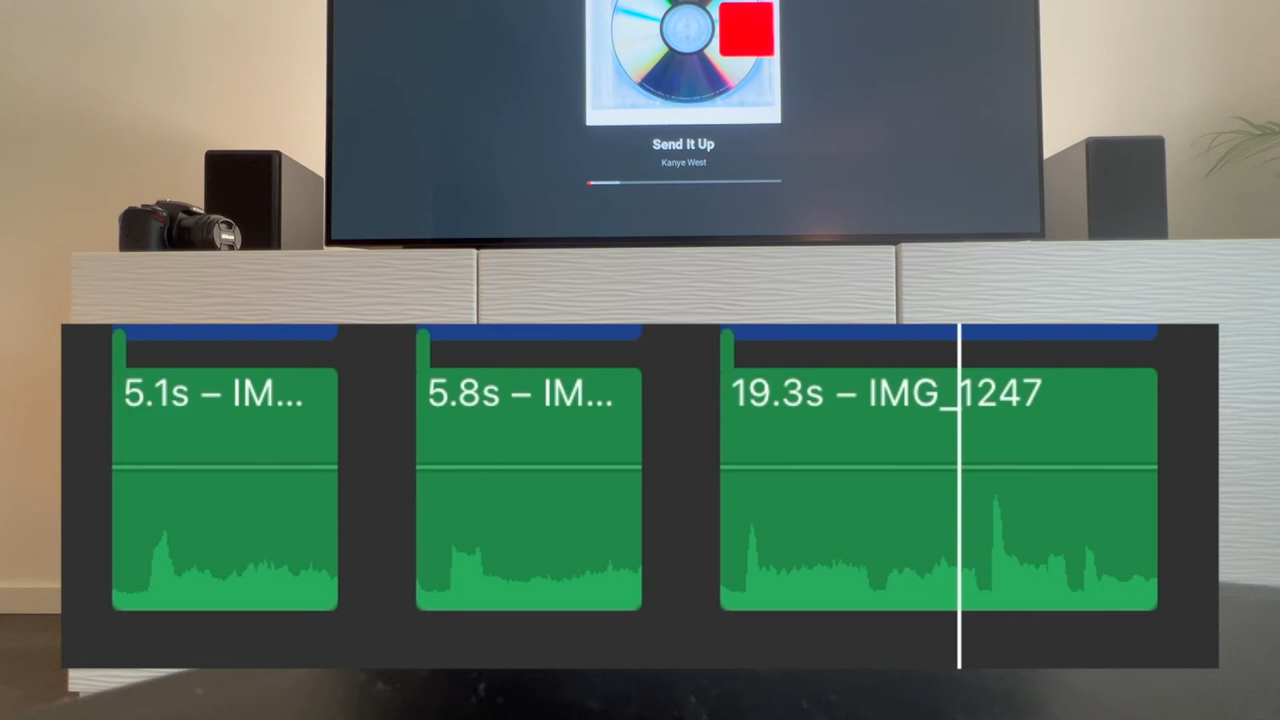 Send It Up
Kanye West
5.1s – IM...
5.8s – IM...
19.3s – IMG_1247